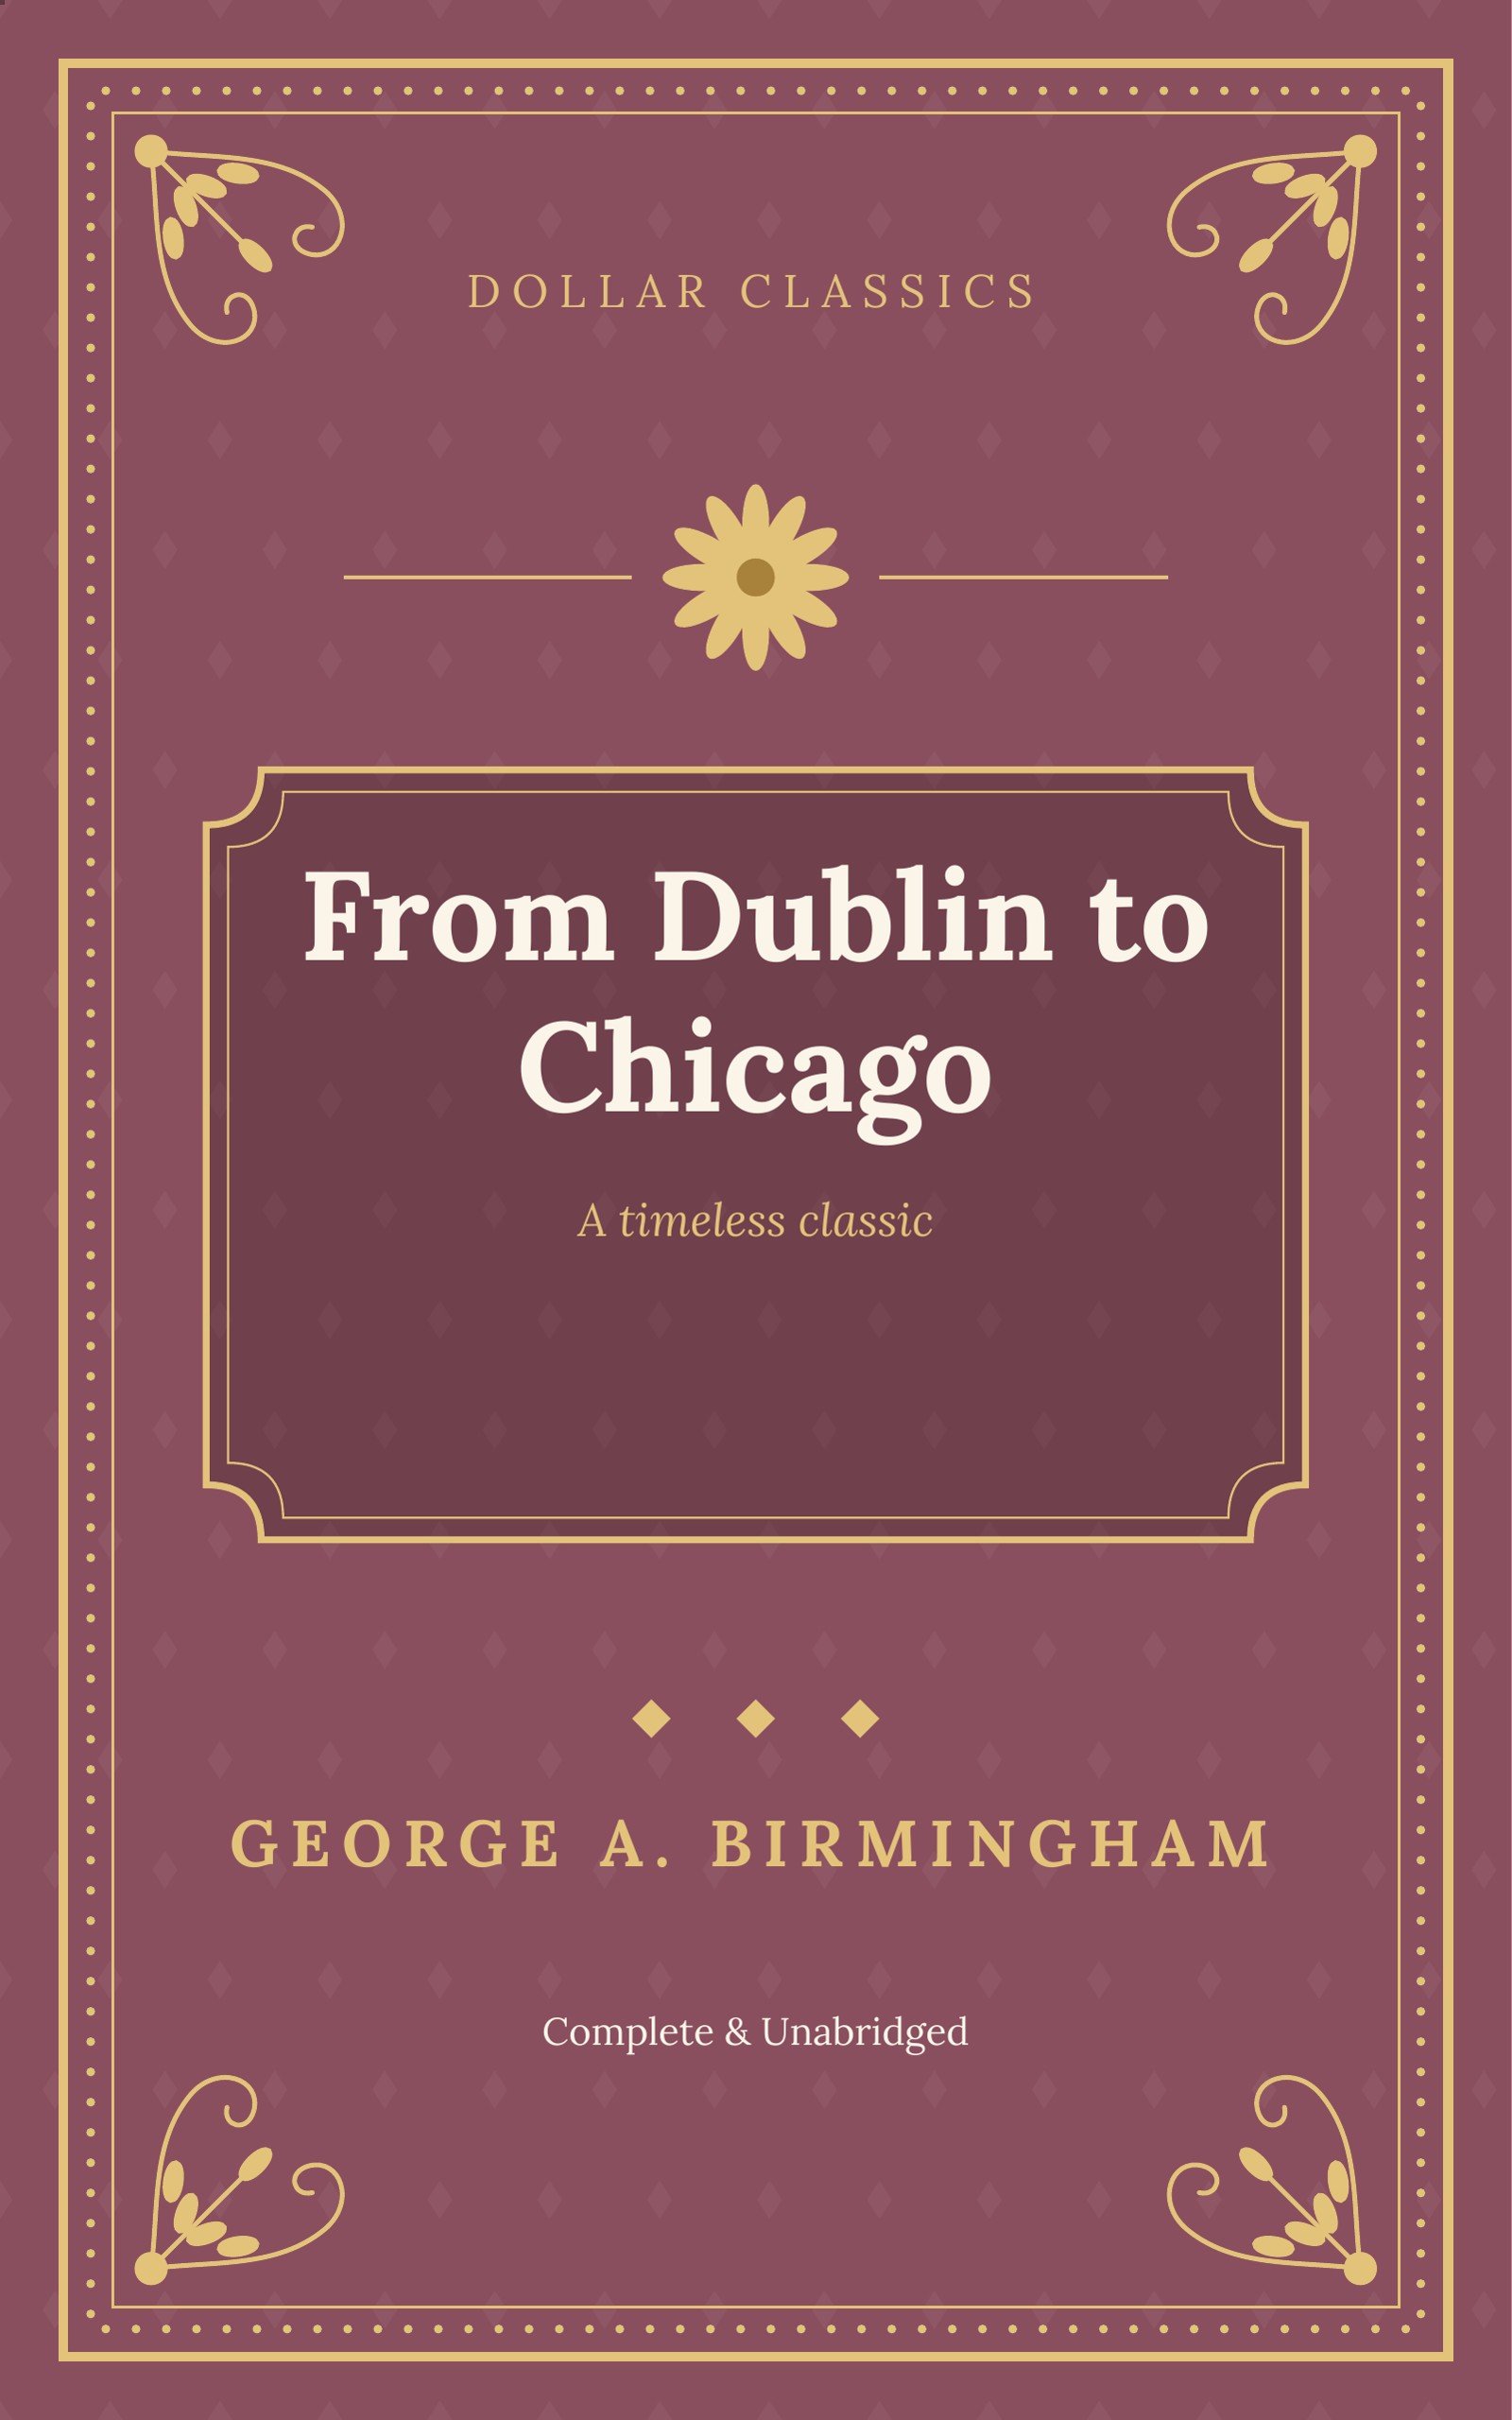 DOLLAR CLASSICS
From Dublin to
Chicago
A timeless classic
GEORGE A. BIRMINGHAM
Complete & Unabridged